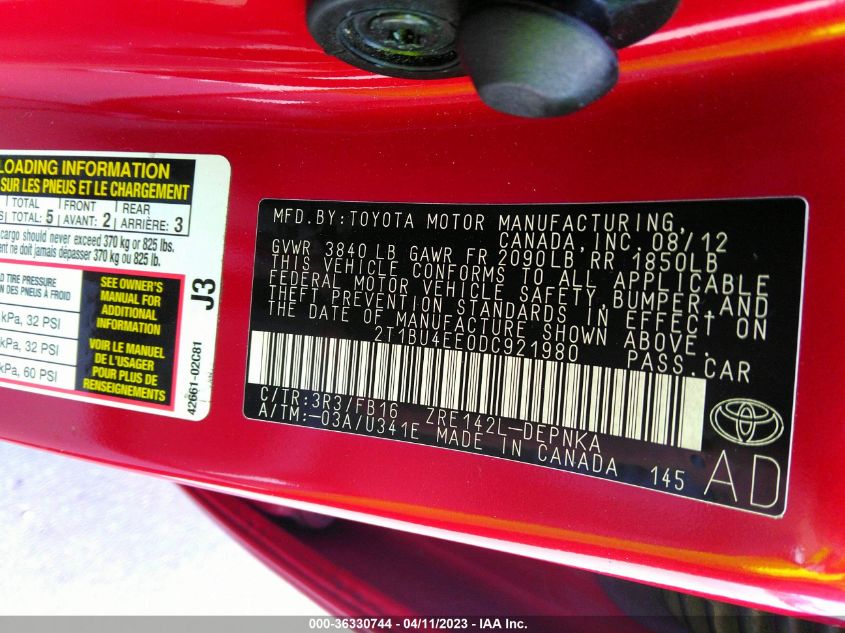 LOADING INFORMATION
SUR LES PNEUS ET LE CHARGEMENT
TOTAL FRONT REAR
TOTAL: 5 AVANT: 2 ARRIÈRE: 3
cargo should never exceed 370 kg or 825 lbs.
ne doit jamais dépasser 370 kg ou 825 lb.
TIRE PRESSURE
DES PNEUS À FROID
kPa, 32 PSI
kPa, 32 PSI
kPa, 60 PSI
SEE OWNER'S
MANUAL FOR
ADDITIONAL
INFORMATION
VOIR LE MANUEL
DE L'USAGER
POUR PLUS DE
RENSEIGNEMENTS
J3
42661-02C81
MFD.BY:TOYOTA MOTOR MANUFACTURING,
CANADA,INC. 08/12
GVWR 3840 LB GAWR FR 2090LB RR 1850LB
THIS VEHICLE CONFORMS TO ALL APPLICABLE
FEDERAL MOTOR VEHICLE SAFETY,BUMPER,AND
THEFT PREVENTION STANDARDS IN EFFECT ON
THE DATE OF MANUFACTURE SHOWN ABOVE.
2T1BU4EE0DC921980 PASS.CAR
C/TR:3R3/FB16 ZRE142L-DEPNKA
A/TM:-03A/U341E MADE IN CANADA 145
AD
000-36330744 - 04/11/2023 - IAA Inc.